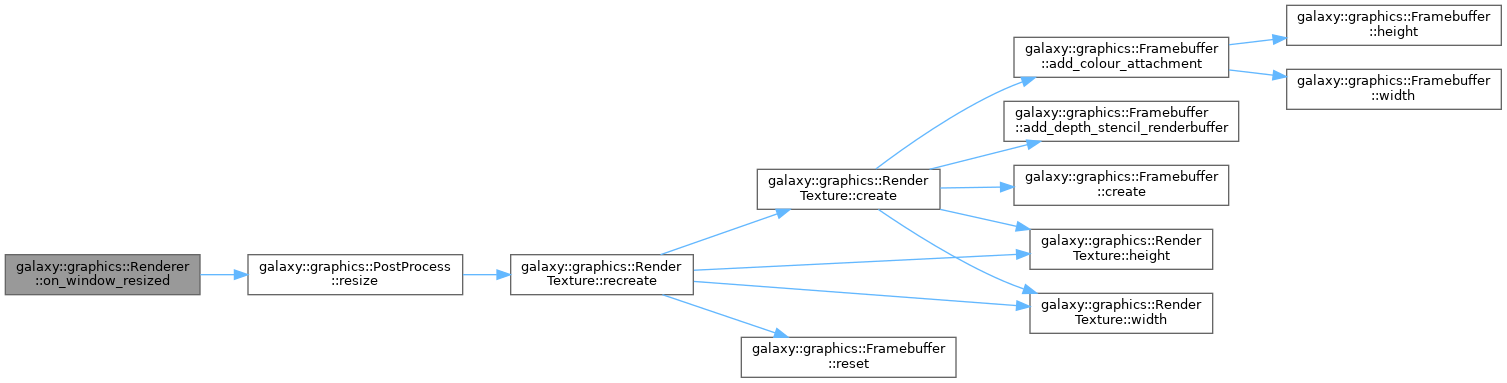 galaxy::graphics::Renderer
::on_window_resized
galaxy::graphics::PostProcess
::resize
galaxy::graphics::Render
Texture::recreate
galaxy::graphics::Render
Texture::create
galaxy::graphics::Framebuffer
::add_colour_attachment
galaxy::graphics::Framebuffer
::height
galaxy::graphics::Framebuffer
::width
galaxy::graphics::Framebuffer
::add_depth_stencil_renderbuffer
galaxy::graphics::Framebuffer
::create
galaxy::graphics::Render
Texture::height
galaxy::graphics::Render
Texture::width
galaxy::graphics::Framebuffer
::reset